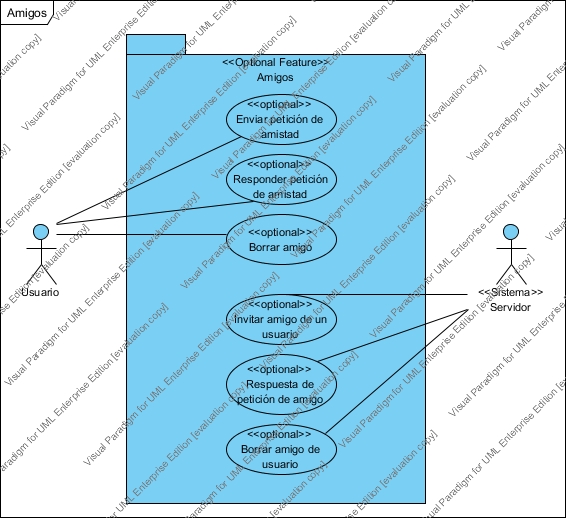 Amigos
<<Optional Feature>>
Amigos
<<optional>>
Enviar petición de
amistad
<<optional>>
Responder petición
de amistad
<<optional>>
Borrar amigo
Usuario
<<optional>>
Invitar amigo de un
usuario
<<Sistema>>
Servidor
<<optional>>
Respuesta de
petición de amigo
<<optional>>
Borrar amigo de
usuario
Visual Paradigm for UML Enterprise Edition [evaluation copy]